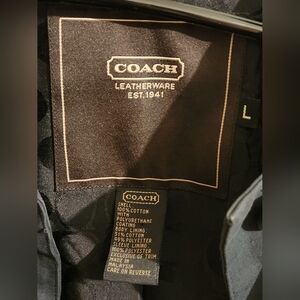 COACH
LEATHERWARE
EST. 1941
L
COACH
SHELL
100% COTTON
WITH
POLYURETHANE
COATING
BODY LINING
51% COTTON
49% POLYESTER
SLEEVE LINING
100% POLYESTER
EXCLUSIVE OF TRIM
MADE IN
MALAYSIA
CARE ON REVERSE